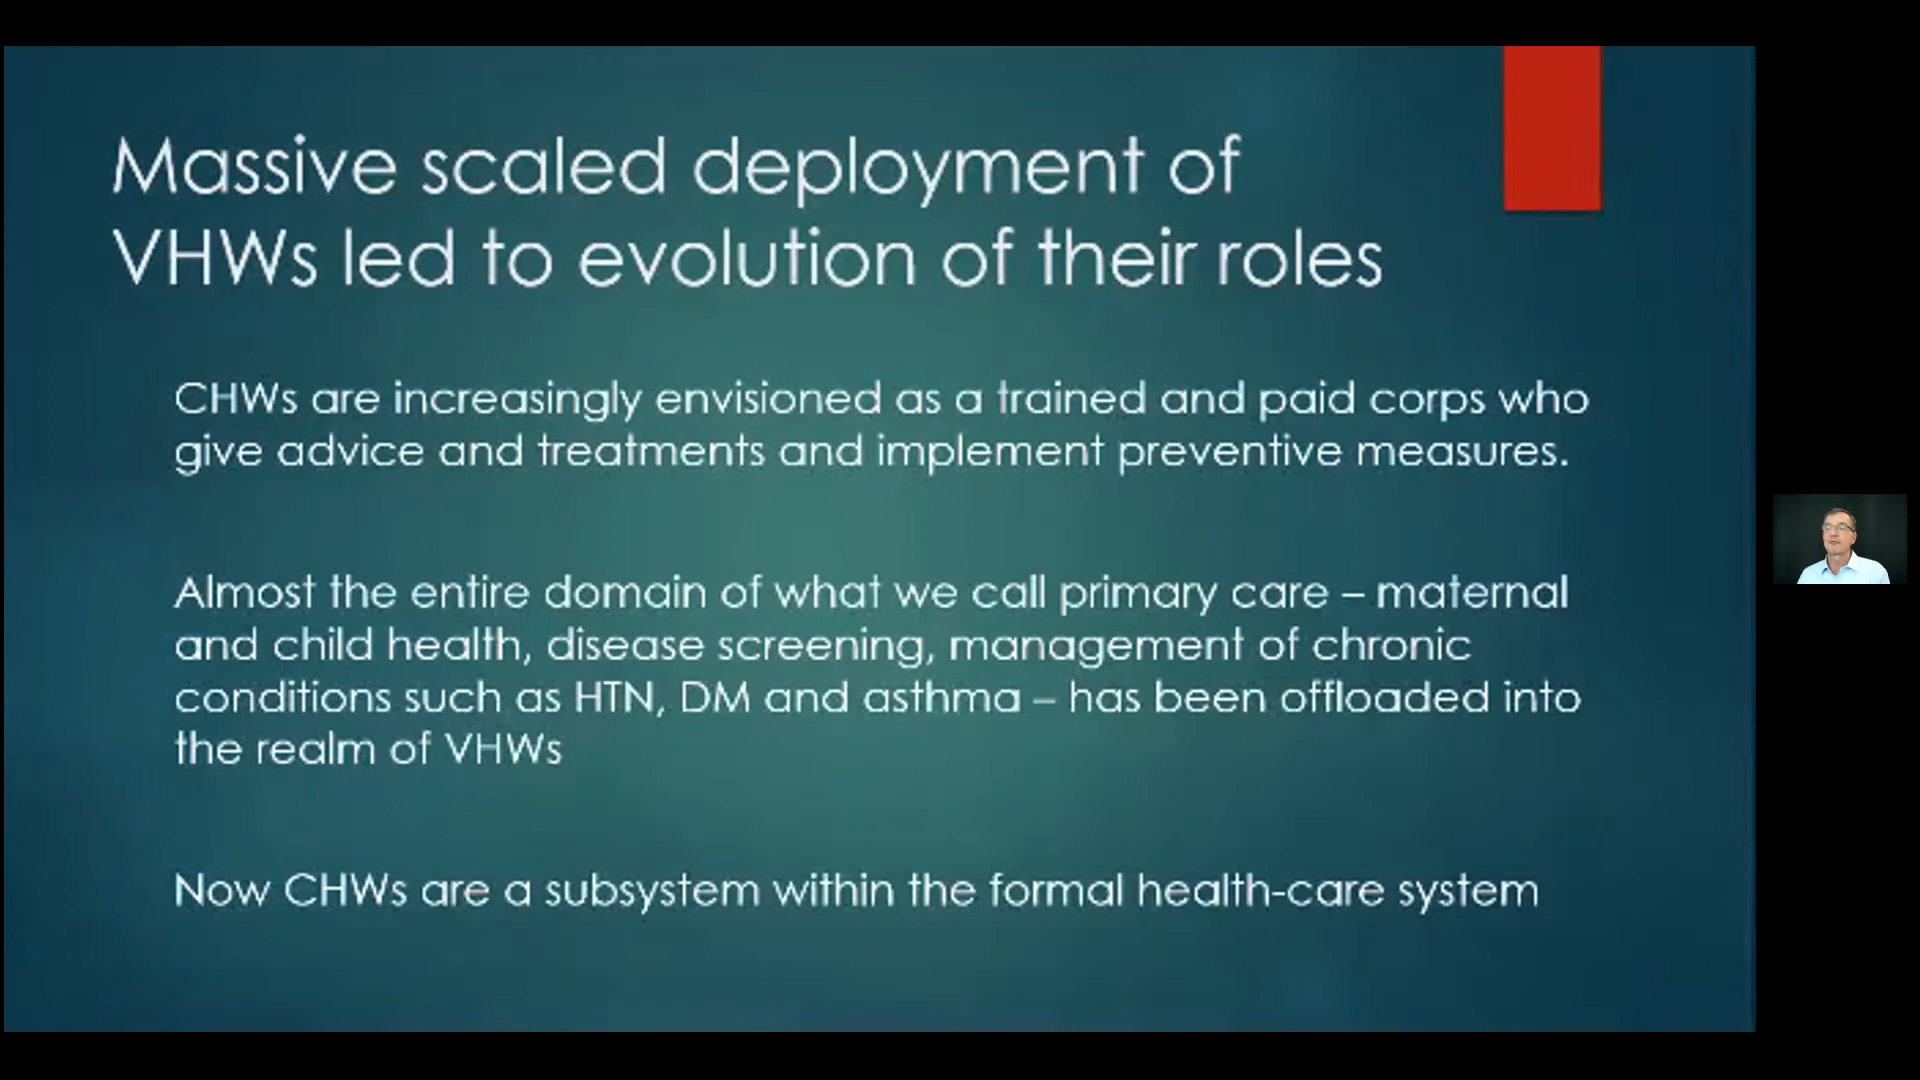 Massive scaled deployment of
VHWs led to evolution of their roles
CHWs are increasingly envisioned as a trained and paid corps who
give advice and treatments and implement preventive measures.
Almost the entire domain of what we call primary care – maternal
and child health, disease screening, management of chronic
conditions such as HTN, DM and asthma – has been offloaded into
the realm of VHWs
Now CHWs are a subsystem within the formal health-care system